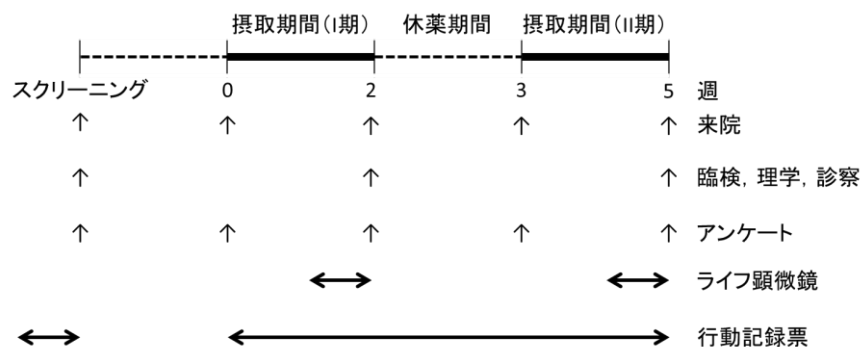 摂取期間(I期) 休薬期間 摂取期間(II期)
スクリーニング 0 2 3 5 週
↑ ↑ ↑ ↑ ↑ 来院
↑ ↑ ↑ 臨検, 理学, 診察
↑ ↑ ↑ ↑ ↑ アンケート
ライフ顕微鏡
行動記録票